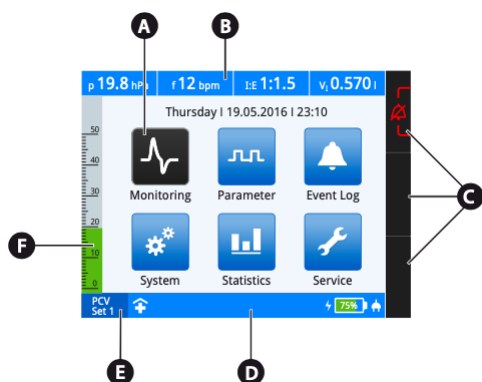 A
B
p 19.8 hPa f 12 bpm I:E 1:1.5 Vi 0.570 l
Thursday I 19.05.2016 I 23:10
50
40
30
20
10
0
Monitoring Parameter Event Log
C
F
System Statistics Service
PCV
Set 1
75%
E
D